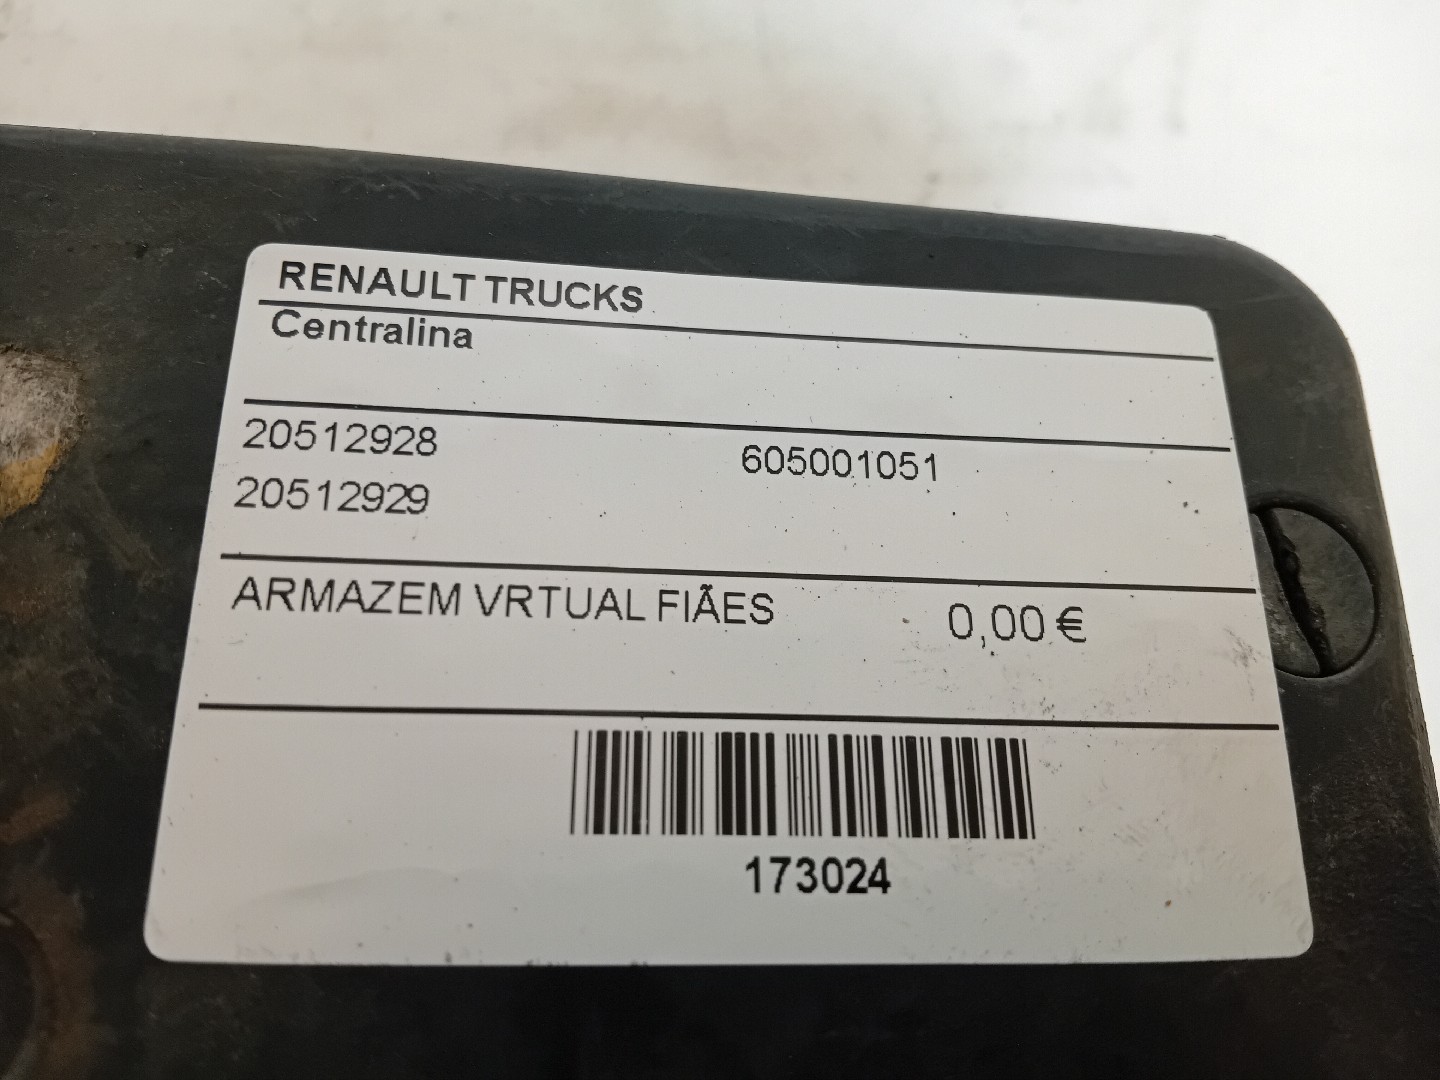 RENAULT TRUCKS
Centralina
20512928 605001051
20512929
ARMAZEM VRTUAL FIÃES 0,00 €
173024